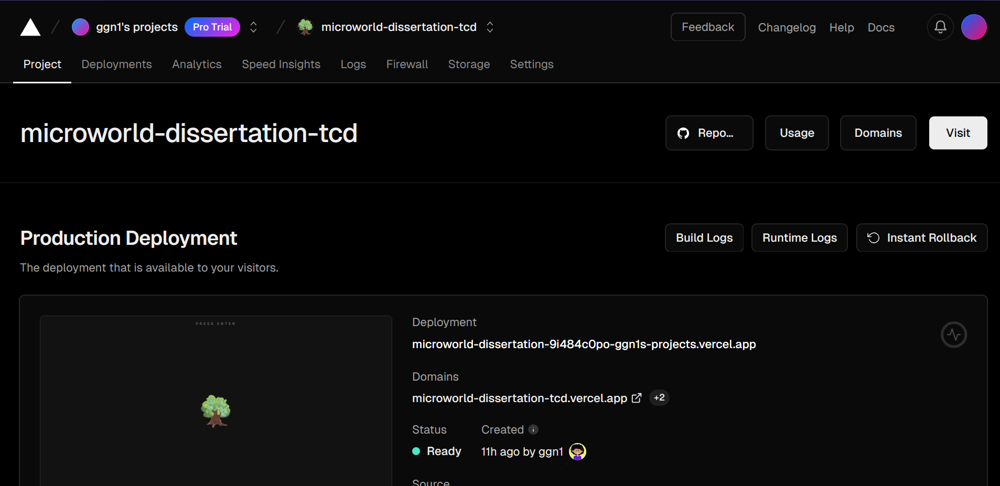 ggn1's projects Pro Trial microworld-dissertation-tcd Feedback Changelog Help Docs
Project Deployments Analytics Speed Insights Logs Firewall Storage Settings
microworld-dissertation-tcd Repo... Usage Domains Visit
Production Deployment Build Logs Runtime Logs Instant Rollback
The deployment that is available to your visitors.
PRESS ENTER
Deployment
microworld-dissertation-9i484c0po-ggn1s-projects.vercel.app
Domains
microworld-dissertation-tcd.vercel.app +2
Status Created
Ready 11h ago by ggn1
Source